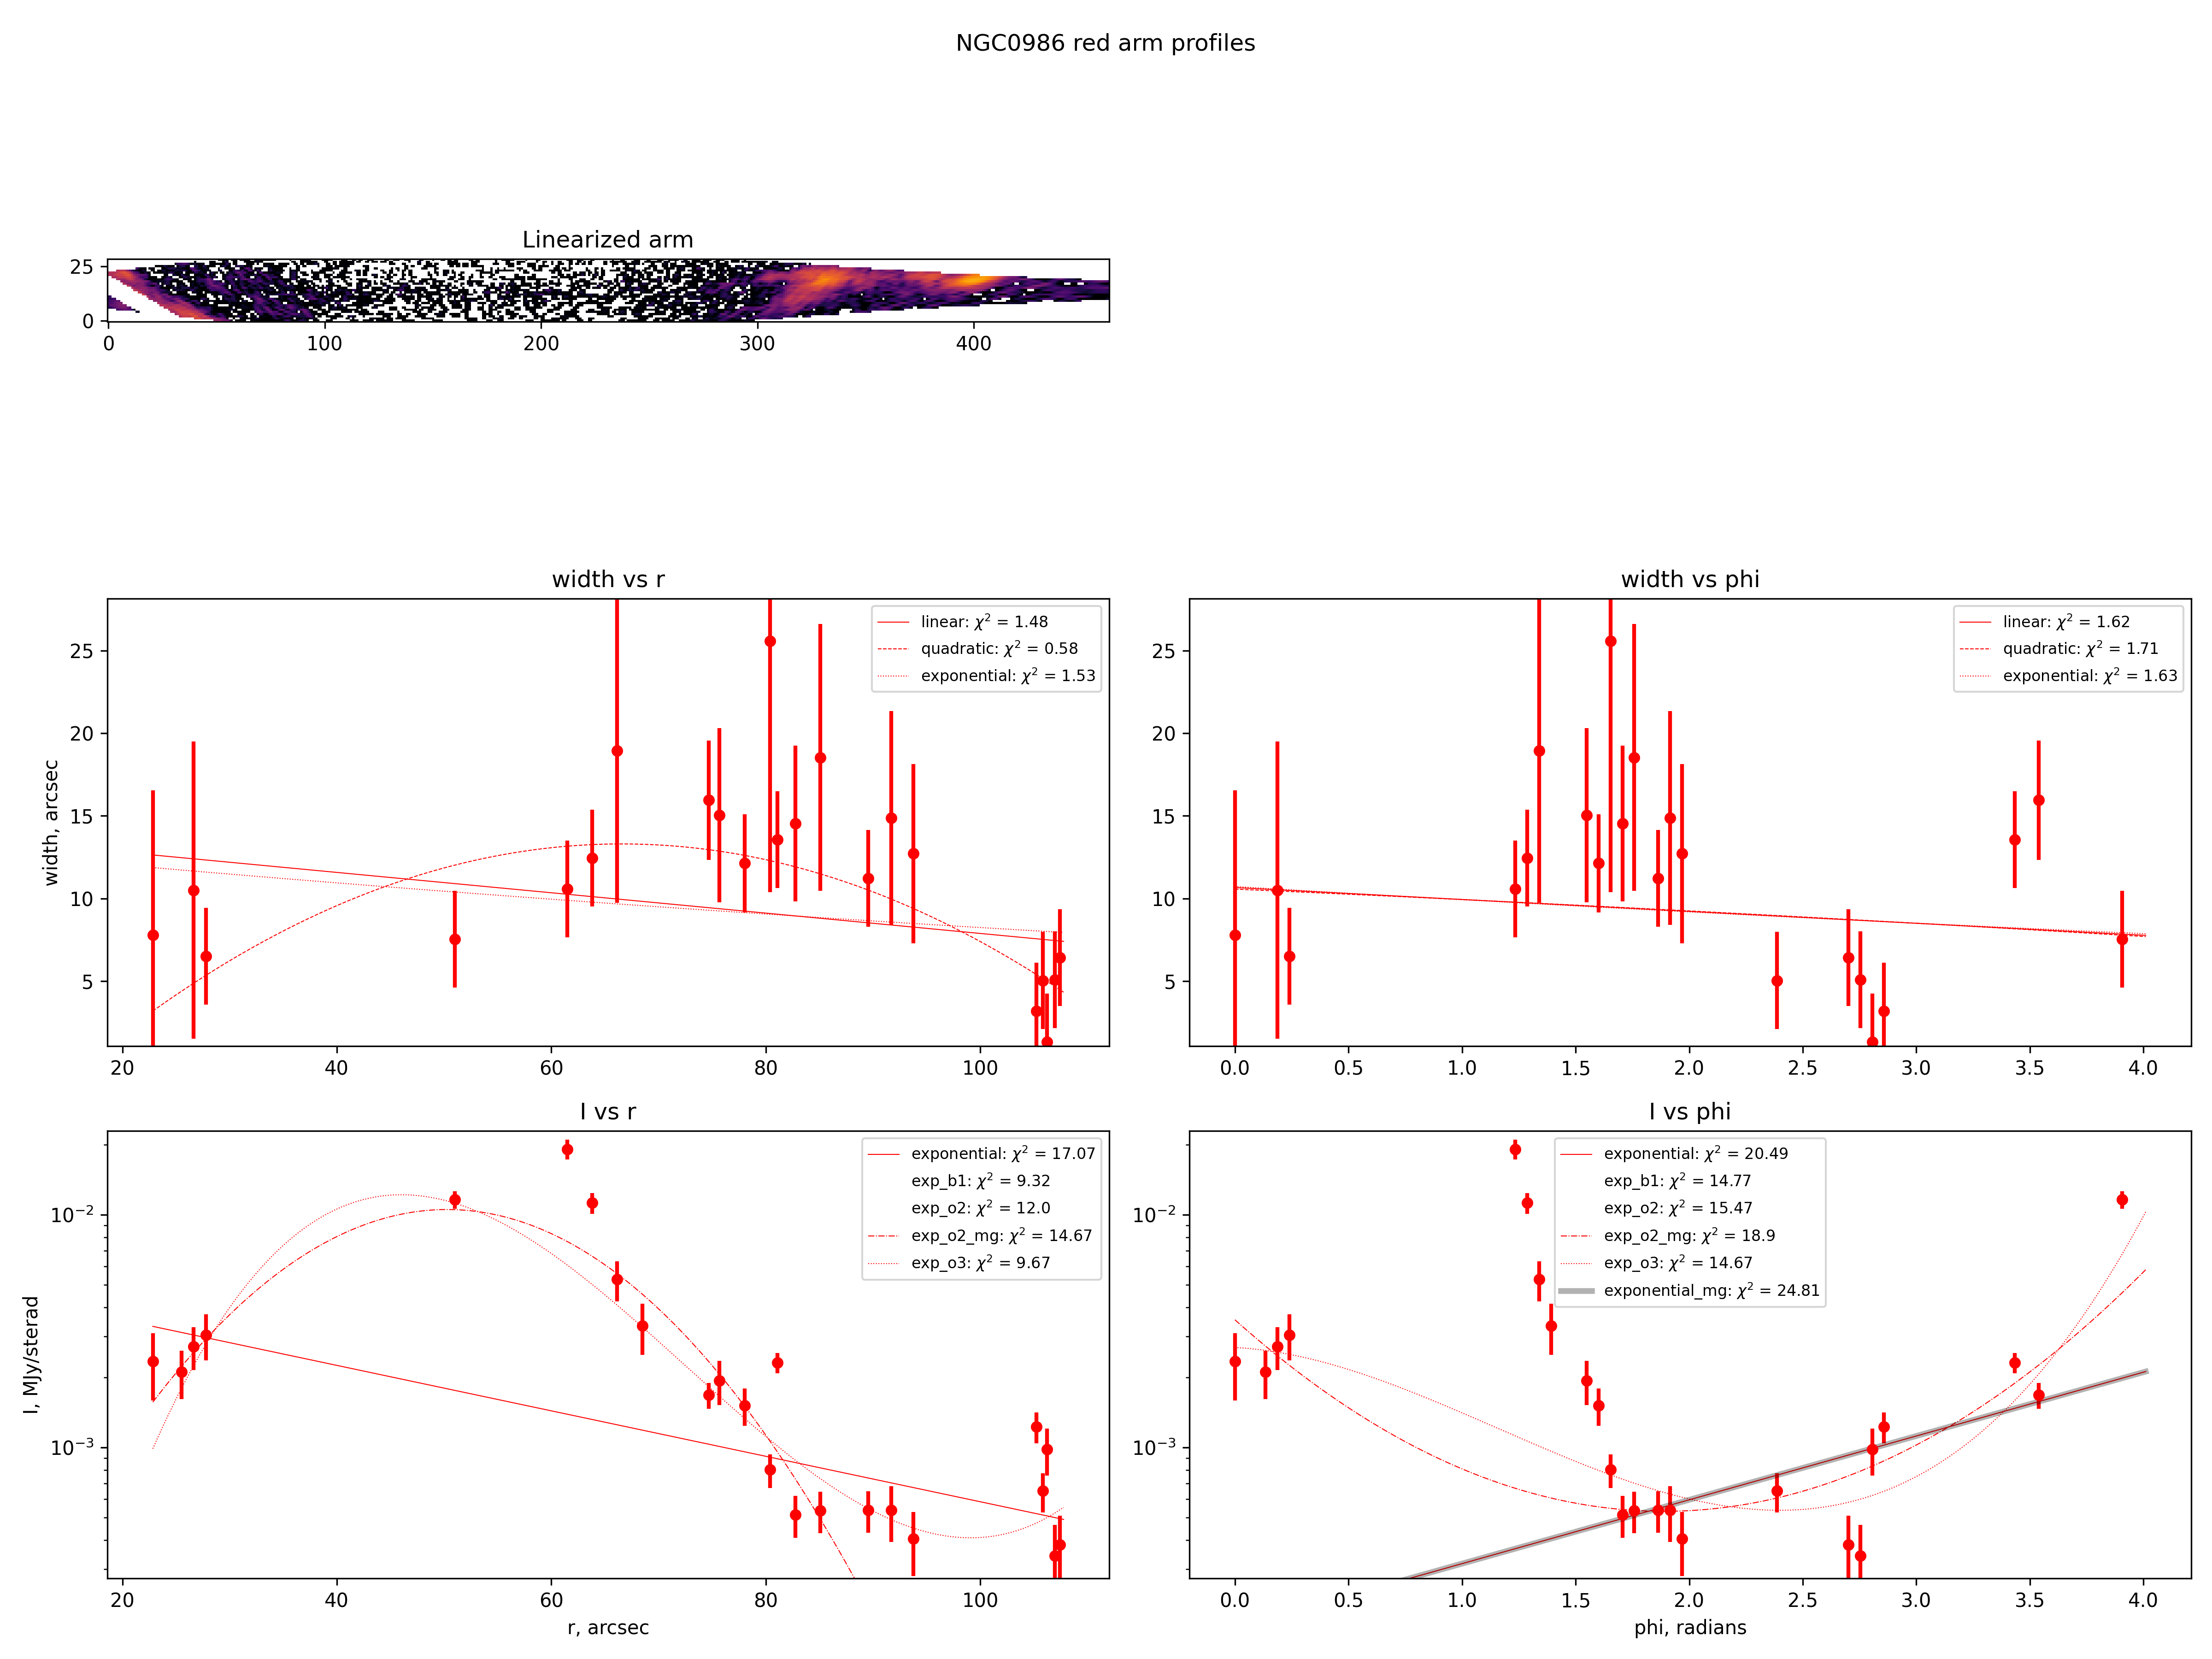 NGC0986 red arm profiles
Linearized arm
25
0
0 100 200 300 400
width vs r
width, arcsec
25
20
15
10
5
linear: χ² = 1.48
quadratic: χ² = 0.58
exponential: χ² = 1.53
20 40 60 80 100
width vs phi
25
20
15
10
5
linear: χ² = 1.62
quadratic: χ² = 1.71
exponential: χ² = 1.63
0.0 0.5 1.0 1.5 2.0 2.5 3.0 3.5 4.0
I vs r
I, MJy/sterad
10⁻²
10⁻³
exponential: χ² = 17.07
exp_b1: χ² = 9.32
exp_o2: χ² = 12.0
exp_o2_mg: χ² = 14.67
exp_o3: χ² = 9.67
20 40 60 80 100
r, arcsec
I vs phi
10⁻²
10⁻³
exponential: χ² = 20.49
exp_b1: χ² = 14.77
exp_o2: χ² = 15.47
exp_o2_mg: χ² = 18.9
exp_o3: χ² = 14.67
exponential_mg: χ² = 24.81
0.0 0.5 1.0 1.5 2.0 2.5 3.0 3.5 4.0
phi, radians